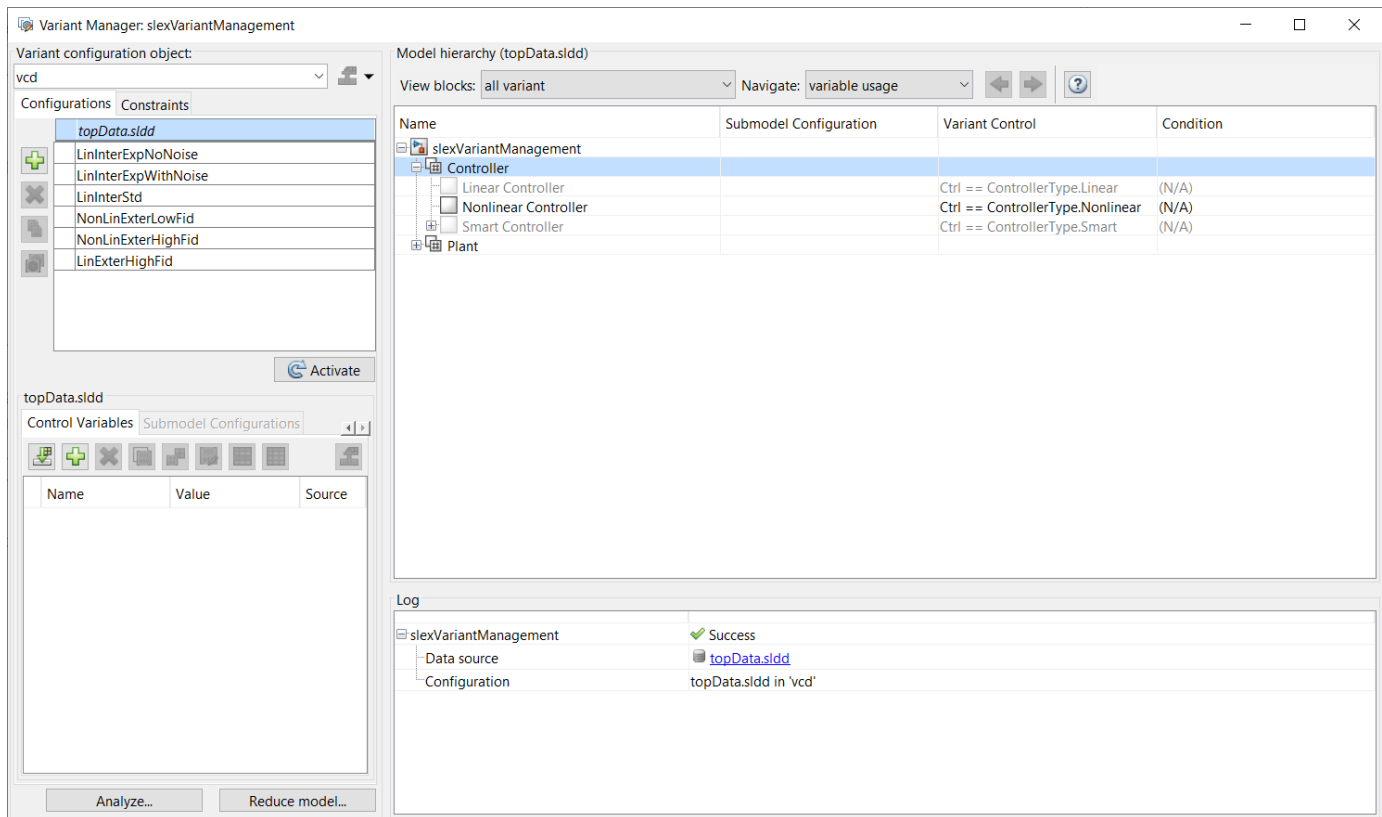 Variant Manager: slexVariantManagement
Variant configuration object:
vcd
Configurations Constraints
topData.sldd
LinInterExpNoNoise
LinInterExpWithNoise
LinInterStd
NonLinExterLowFid
NonLinExterHighFid
LinExterHighFid
Activate
topData.sldd
Control Variables Submodel Configurations
Name Value Source
Analyze... Reduce model...
Model hierarchy (topData.sldd)
View blocks: all variant Navigate: variable usage ?
Name Submodel Configuration Variant Control Condition
slexVariantManagement
Controller
Linear Controller Ctrl == ControllerType.Linear (N/A)
Nonlinear Controller Ctrl == ControllerType.Nonlinear (N/A)
Smart Controller Ctrl == ControllerType.Smart (N/A)
Plant
Log
slexVariantManagement Success
Data source topData.sldd
Configuration topData.sldd in 'vcd'